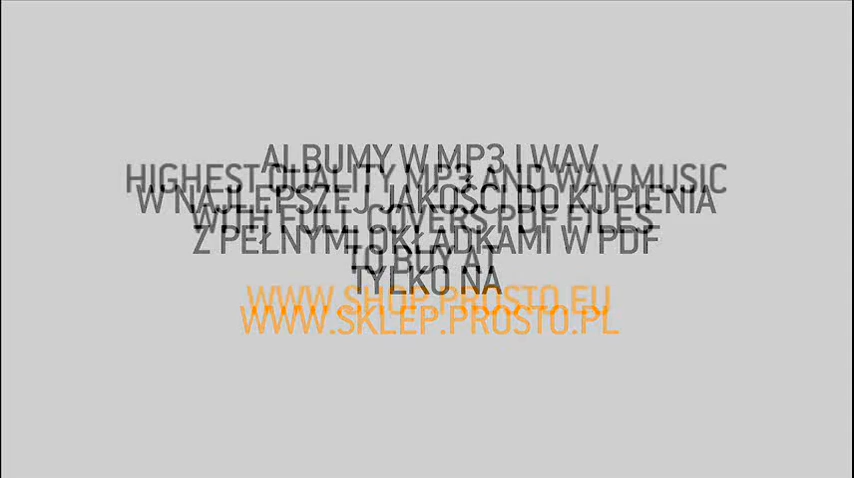 ALBUMY W MP3 I WAV
HIGHEST QUALITY MP3 AND WAV MUSIC
W NAJLEPSZEJ JAKOŚCI DO KUPIENIA
WITH FULL COVERS PDF FILES
Z PEŁNYMI OKŁADKAMI W PDF
TO BUY AT
TYLKO NA
WWW.SHOP.PROSTO.EU
WWW.SKLEP.PROSTO.PL